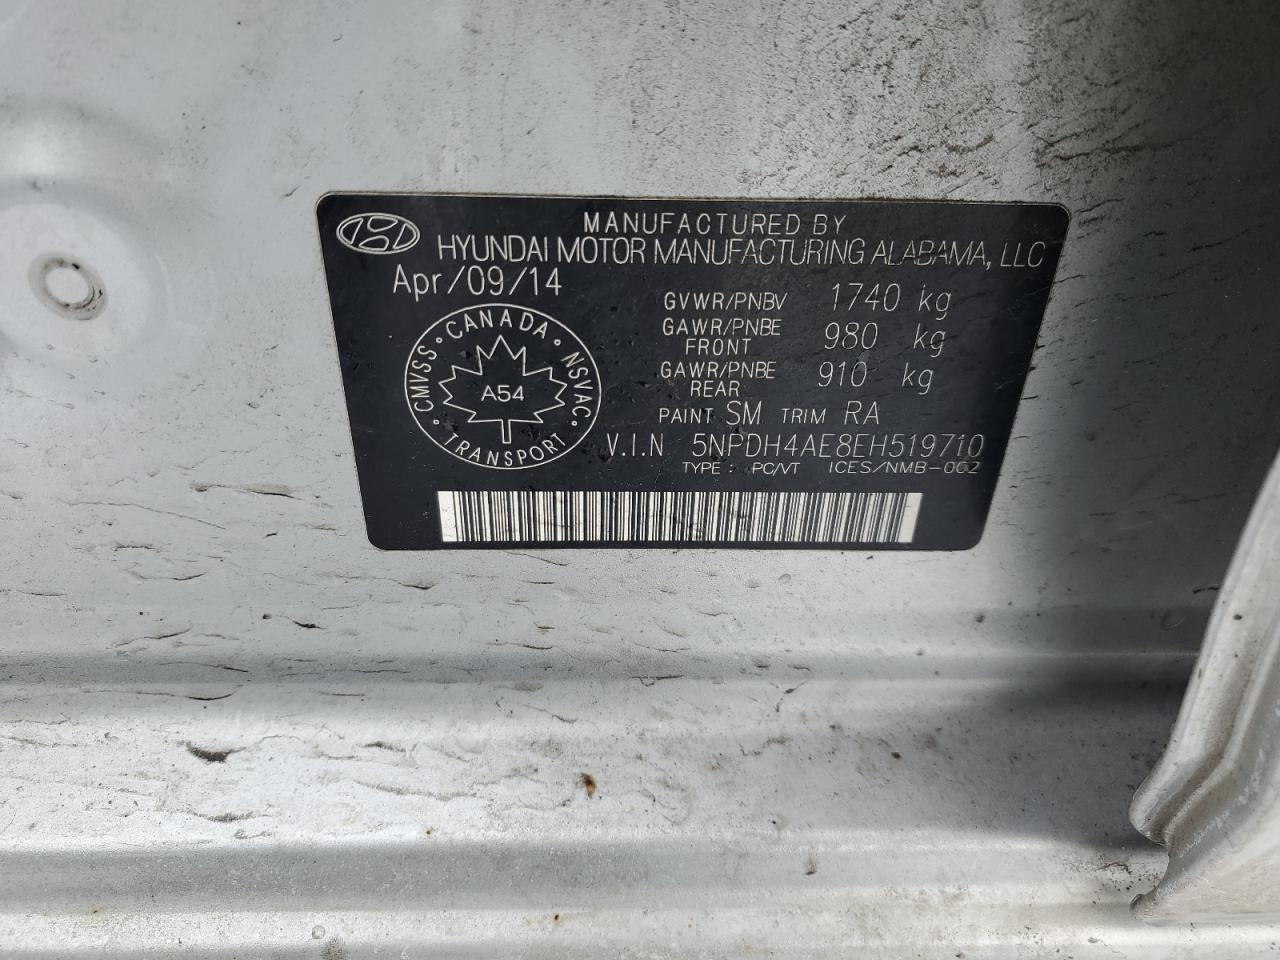 MANUFACTURED BY
HYUNDAI MOTOR MANUFACTURING ALABAMA, LLC
Apr/09/14
GVWR/PNBV 1740 kg
GAWR/PNBE FRONT 980 kg
GAWR/PNBE REAR 910 kg
CMVSS • CANADA • NSVAC • TRANSPORT •
A54
PAINT SM TRIM RA
V.I.N 5NPDH4AE8EH519710
TYPE : PC/VT ICES/NMB-002